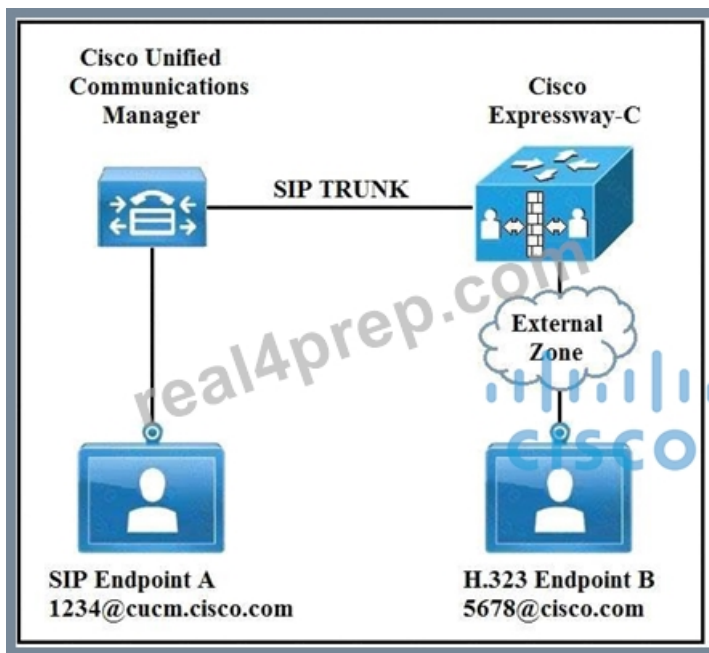 Cisco Unified
Communications
Manager
Cisco
Expressway-C
SIP TRUNK
External
Zone
real4prep.com
cisco
SIP Endpoint A
1234@cucm.cisco.com
H.323 Endpoint B
5678@cisco.com